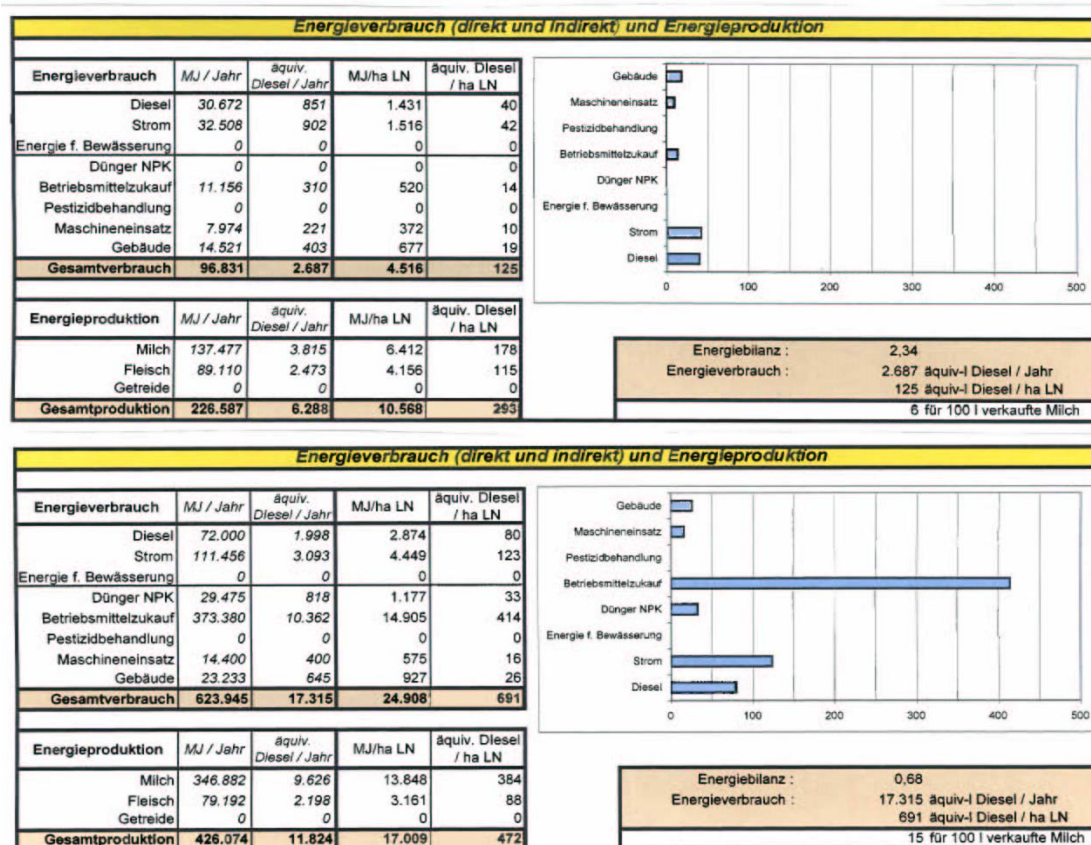 Energieverbrauch (direkt und indirekt) und Energieproduktion
Energieverbrauch MJ / Jahr äquiv. Diesel / Jahr MJ/ha LN äquiv. Diesel / ha LN
Diesel 30.672 851 1.431 40
Strom 32.508 902 1.516 42
Energie f. Bewässerung 0 0 0 0
Dünger NPK 0 0 0 0
Betriebsmittelzukauf 11.156 310 520 14
Pestizidbehandlung 0 0 0 0
Maschineneinsatz 7.974 221 372 10
Gebäude 14.521 403 677 19
Gesamtverbrauch 96.831 2.687 4.516 125
Gebäude
Maschineneinsatz
Pestizidbehandlung
Betriebsmittelzukauf
Dünger NPK
Energie f. Bewässerung
Strom
Diesel
0 100 200 300 400 500
Energieproduktion MJ / Jahr äquiv. Diesel / Jahr MJ/ha LN äquiv. Diesel / ha LN
Milch 137.477 3.815 6.412 178
Fleisch 89.110 2.473 4.156 115
Getreide 0 0 0 0
Gesamtproduktion 226.587 6.288 10.568 293
Energiebilanz : 2,34
Energieverbrauch : 2.687 äquiv-l Diesel / Jahr
125 äquiv-l Diesel / ha LN
6 für 100 l verkaufte Milch
Energieverbrauch (direkt und indirekt) und Energieproduktion
Energieverbrauch MJ / Jahr äquiv. Diesel / Jahr MJ/ha LN äquiv. Diesel / ha LN
Diesel 72.000 1.998 2.874 80
Strom 111.456 3.093 4.449 123
Energie f. Bewässerung 0 0 0 0
Dünger NPK 29.475 818 1.177 33
Betriebsmittelzukauf 373.380 10.362 14.905 414
Pestizidbehandlung 0 0 0 0
Maschineneinsatz 14.400 400 575 16
Gebäude 23.233 645 927 26
Gesamtverbrauch 623.945 17.315 24.908 691
Gebäude
Maschineneinsatz
Pestizidbehandlung
Betriebsmittelzukauf
Dünger NPK
Energie f. Bewässerung
Strom
Diesel
0 100 200 300 400 500
Energieproduktion MJ / Jahr äquiv. Diesel / Jahr MJ/ha LN äquiv. Diesel / ha LN
Milch 346.882 9.626 13.848 384
Fleisch 79.192 2.198 3.161 88
Getreide 0 0 0 0
Gesamtproduktion 426.074 11.824 17.009 472
Energiebilanz : 0,68
Energieverbrauch : 17.315 äquiv-l Diesel / Jahr
691 äquiv-l Diesel / ha LN
15 für 100 l verkaufte Milch